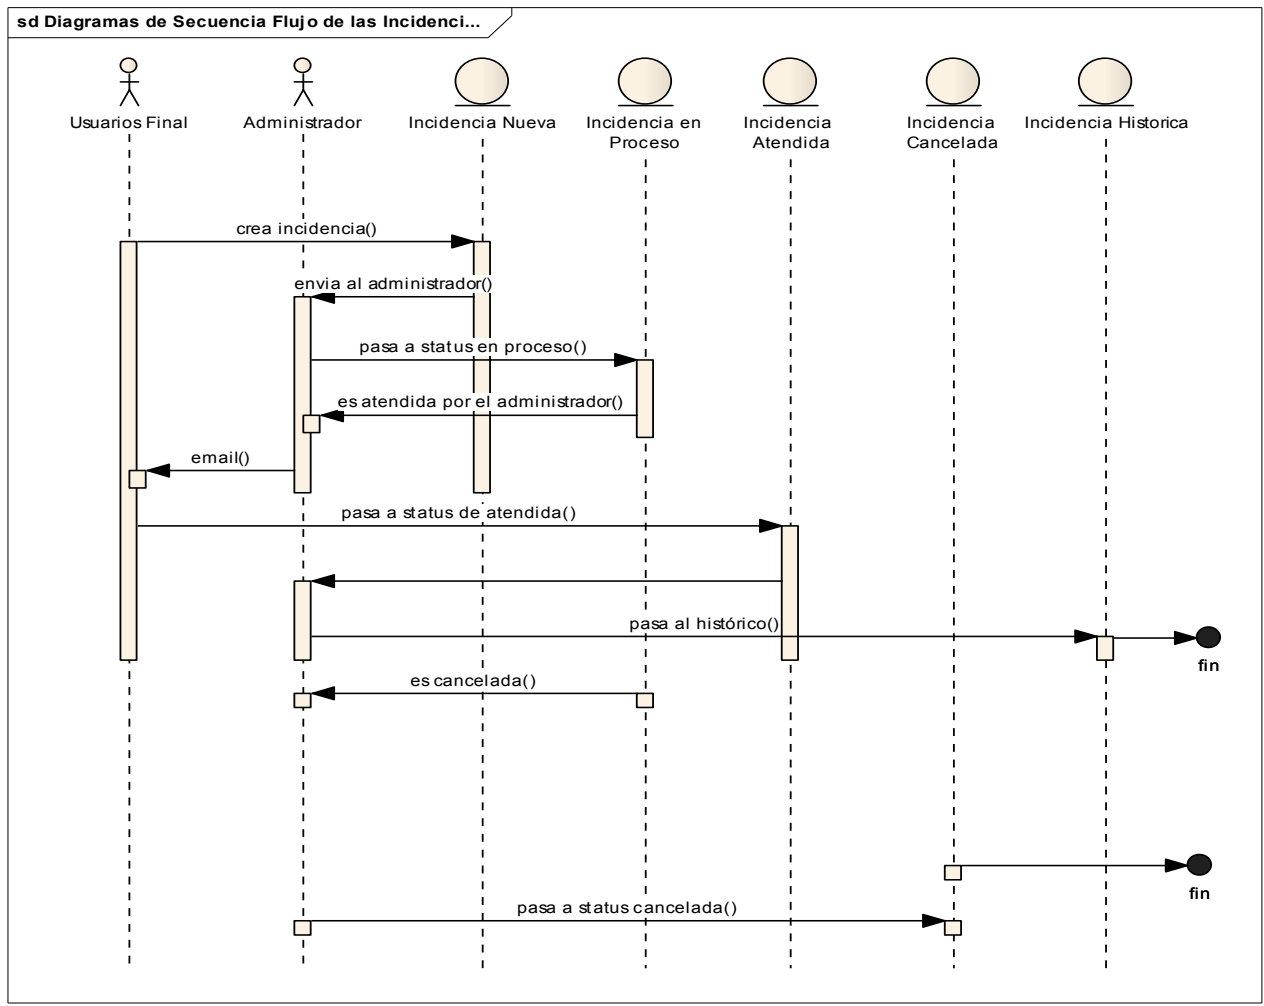 sd Diagramas de Secuencia Flujo de las Incidenci...
Usuarios Final
Administrador
Incidencia Nueva
Incidencia en
Proceso
Incidencia
Atendida
Incidencia
Cancelada
Incidencia Historica
crea incidencia()
envia al administrador()
pasa a status en proceso()
es atendida por el administrador()
email()
pasa a status de atendida()
pasa al histórico()
fin
es cancelada()
fin
pasa a status cancelada()